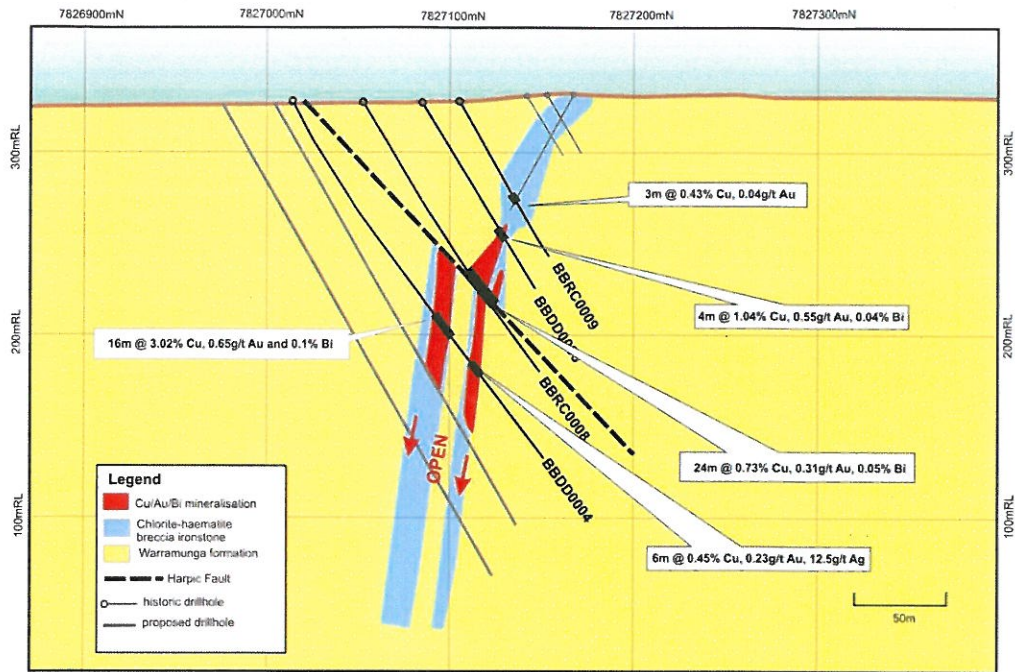 7826900mN 7827000mN 7827100mN 7827200mN 7827300mN
300mRL
300mRL
3m @ 0.43% Cu, 0.04g/t Au
BBRC0009
4m @ 1.04% Cu, 0.55g/t Au, 0.04% Bi
200mRL
200mRL
16m @ 3.02% Cu, 0.65g/t Au and 0.1% Bi
BBRC0008
OPEN
24m @ 0.73% Cu, 0.31g/t Au, 0.05% Bi
BBDD0004
100mRL
100mRL
6m @ 0.45% Cu, 0.23g/t Au, 12.5g/t Ag
Legend
Cu/Au/Bi mineralisation
Chlorite-haematite
breccia ironstone
Warramunga formation
Harpic Fault
historic drillhole
proposed drillhole
50m